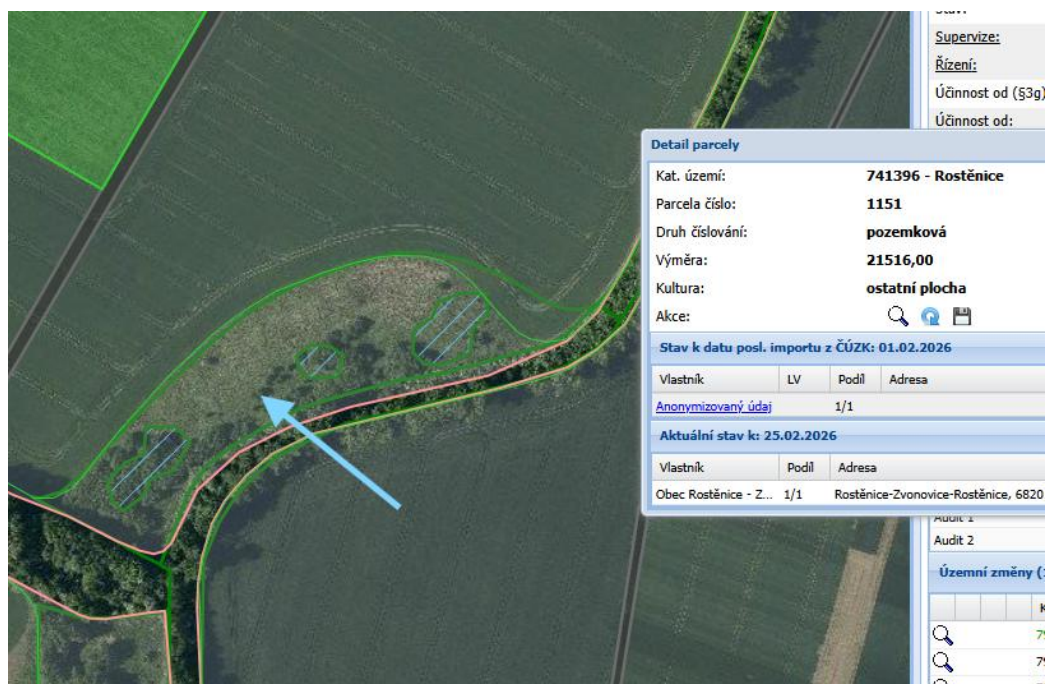 Supervize:
Řízení:
Účinnost od (§3g)
Účinnost od:
Detail parcely
Kat. území: 741396 - Rostěnice
Parcela číslo: 1151
Druh číslování: pozemková
Výměra: 21516,00
Kultura: ostatní plocha
Akce:
Stav k datu posl. importu z ČÚZK: 01.02.2026
Vlastník LV Podíl Adresa
Anonymizovaný údaj 1/1
Aktuální stav k: 25.02.2026
Vlastník Podíl Adresa
Obec Rostěnice - Z... 1/1 Rostěnice-Zvonovice-Rostěnice, 6820
Audit 2
Územní změny (